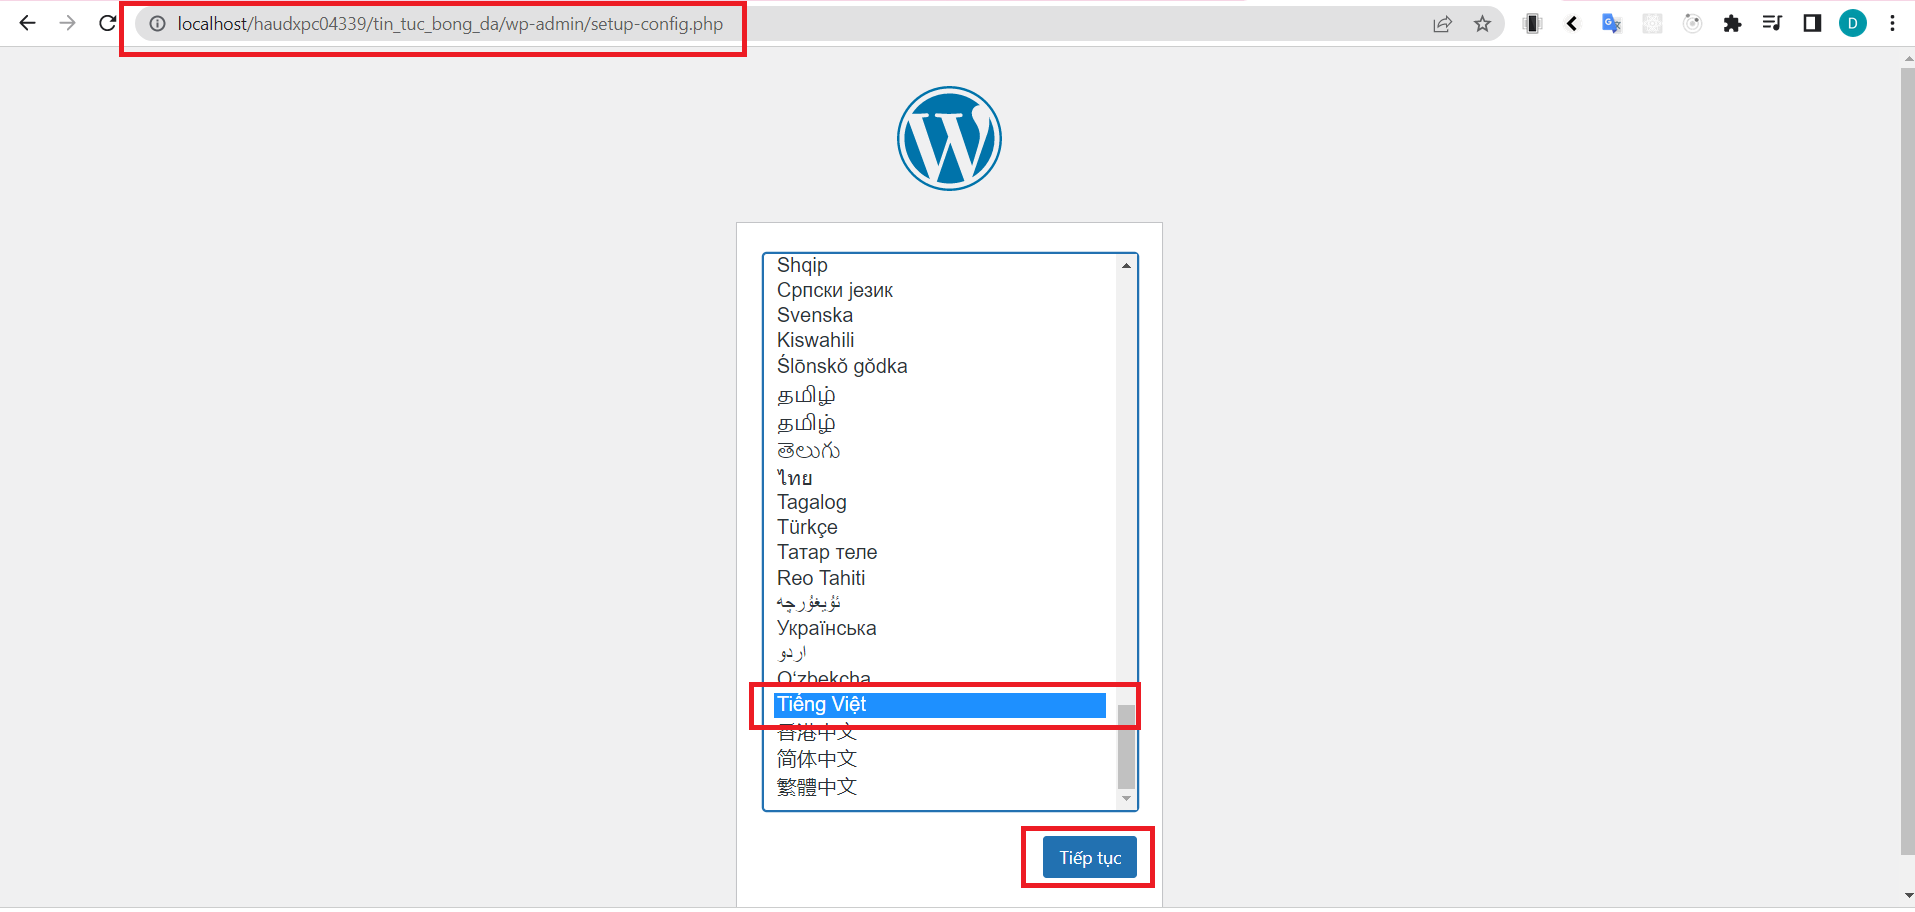 localhost/haudxpc04339/tin_tuc_bong_da/wp-admin/setup-config.php
D
Shqip
Српски језик
Svenska
Kiswahili
Ślōnskŏ gŏdka
தமிழ்
தமிழ்
తెలుగు
ไทย
Tagalog
Türkçe
Татар теле
Reo Tahiti
ئۇيغۇرچە
Українська
اردو
O‘zbekcha
Tiếng Việt
香港中文
简体中文
繁體中文
Tiếp tục